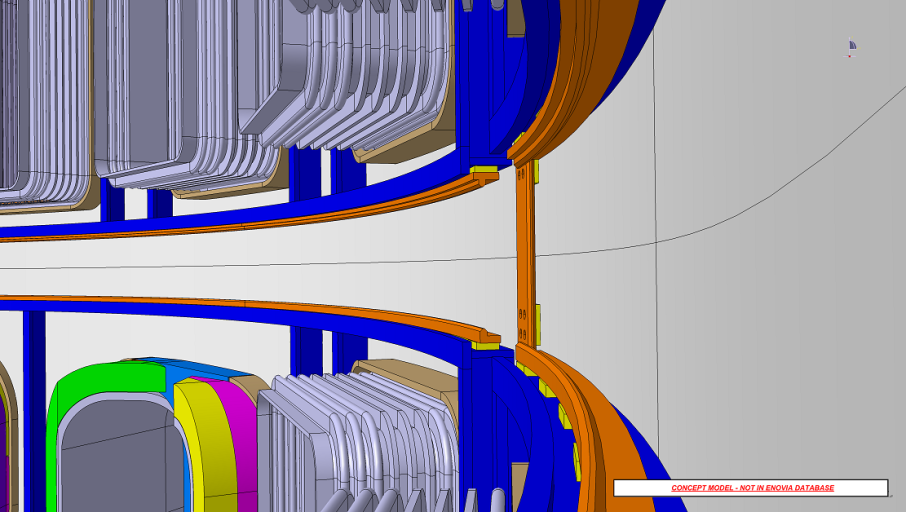 CONCEPT MODEL - NOT IN ENOVIA DATABASE